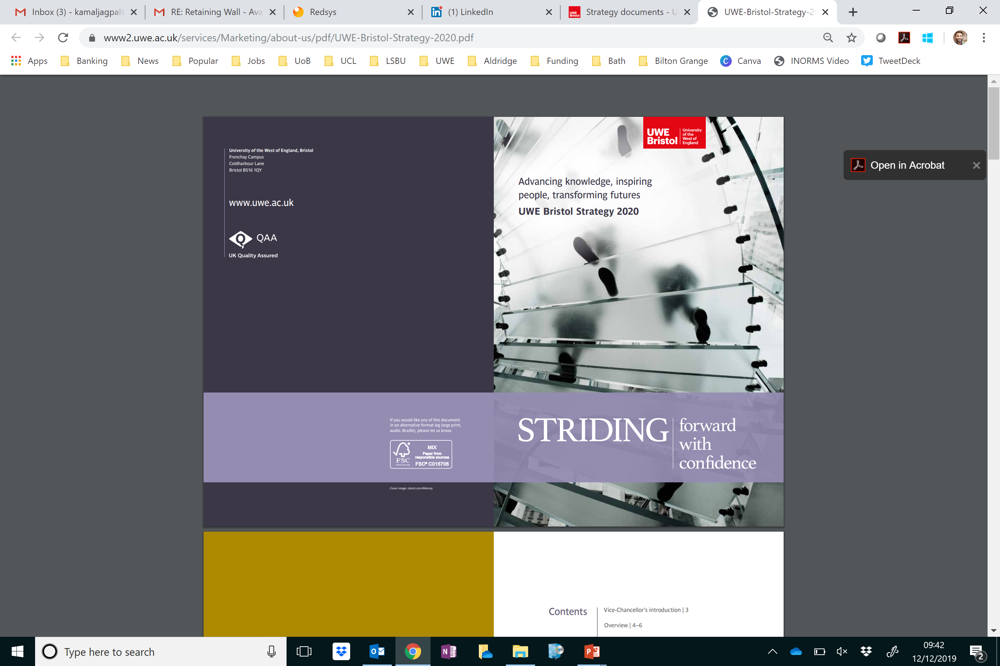 Inbox (3) - kamaljagpal
RE: Retaining Wall - Ava
Redsys
(1) LinkedIn
Strategy documents - U
UWE-Bristol-Strategy-2
www2.uwe.ac.uk/services/Marketing/about-us/pdf/UWE-Bristol-Strategy-2020.pdf
Apps
Banking
News
Popular
Jobs
UoB
UCL
LSBU
UWE
Aldridge
Funding
Bath
Bilton Grange
Canva
INORMS Video
TweetDeck
Open in Acrobat
University of the West of England, Bristol
Frenchay Campus
Coldharbour Lane
Bristol BS16 1QY
www.uwe.ac.uk
QAA
UK Quality Assured
If you would like any of this document
in an alternative format (eg large print,
audio, Braille), please let us know.
FSC
www.fsc.org
MIX
Paper from
responsible sources
FSC® C015706
Cover image: istock.com/Mienny
UWE
Bristol
University
of the
West of
England
Advancing knowledge, inspiring
people, transforming futures
UWE Bristol Strategy 2020
STRIDING
forward
with
confidence
Contents
Vice-Chancellor's introduction | 3
Overview | 4–6
Type here to search
09:42
12/12/2019
2